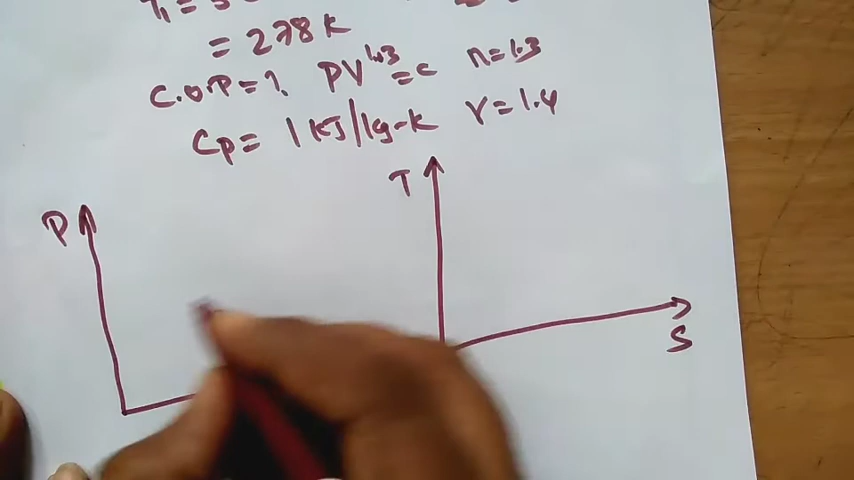 = 278 K
C.O.P = ?. PV^1.3 = C n = 1.3
Cp = 1 KJ/kg-K γ = 1.4
T
P
S